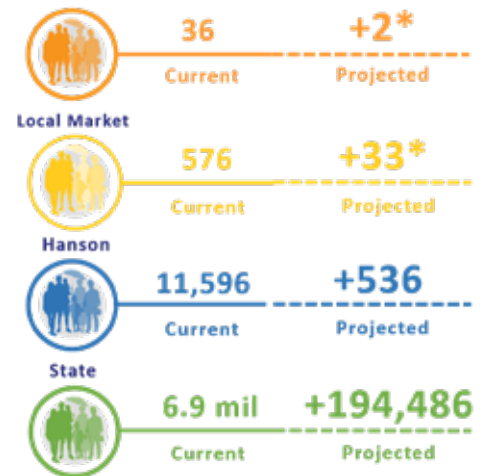 36 +2*
Current Projected
Local Market
576 +33*
Current Projected
Hanson
11,596 +536
Current Projected
State
6.9 mil +194,486
Current Projected